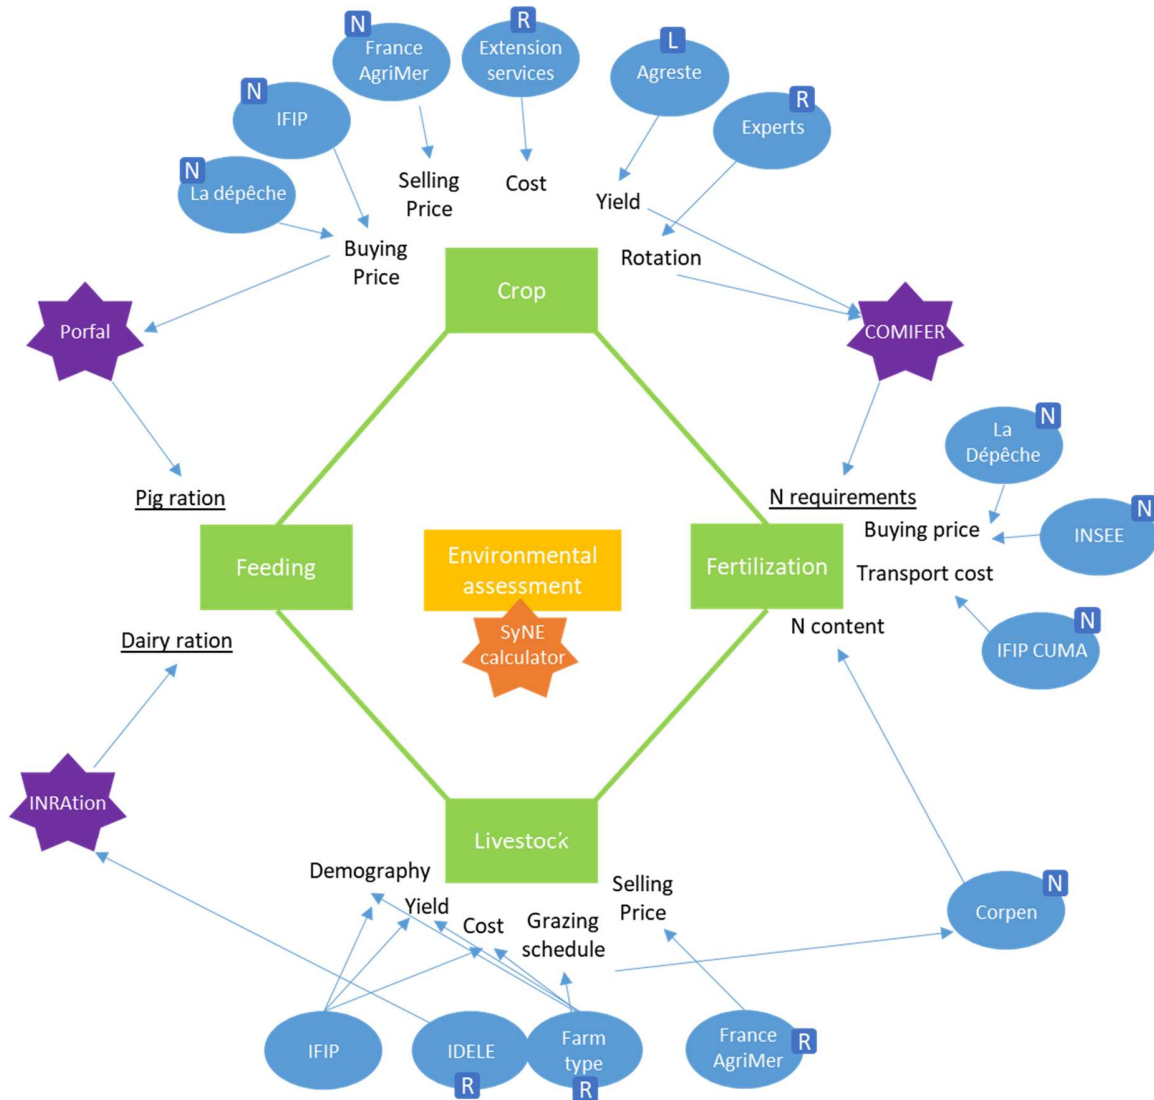 N
France
AgriMer
R
Extension
services
L
Agreste
R
Experts
N
IFIP
N
La dépêche
Selling
Price
Cost
Yield
Buying
Price
Rotation
Crop
Porfal
COMIFER
N
La
Dépêche
Pig ration
N requirements
Buying price
N
INSEE
Feeding
Environmental
assessment
Fertilization
Transport cost
SyNE
calculator
N content
N
IFIP CUMA
Dairy ration
INRAtion
Livestock
Demography
Yield
Cost
Grazing
schedule
Selling
Price
N
Corpen
IFIP
IDELE
R
Farm
type
R
France
AgriMer
R